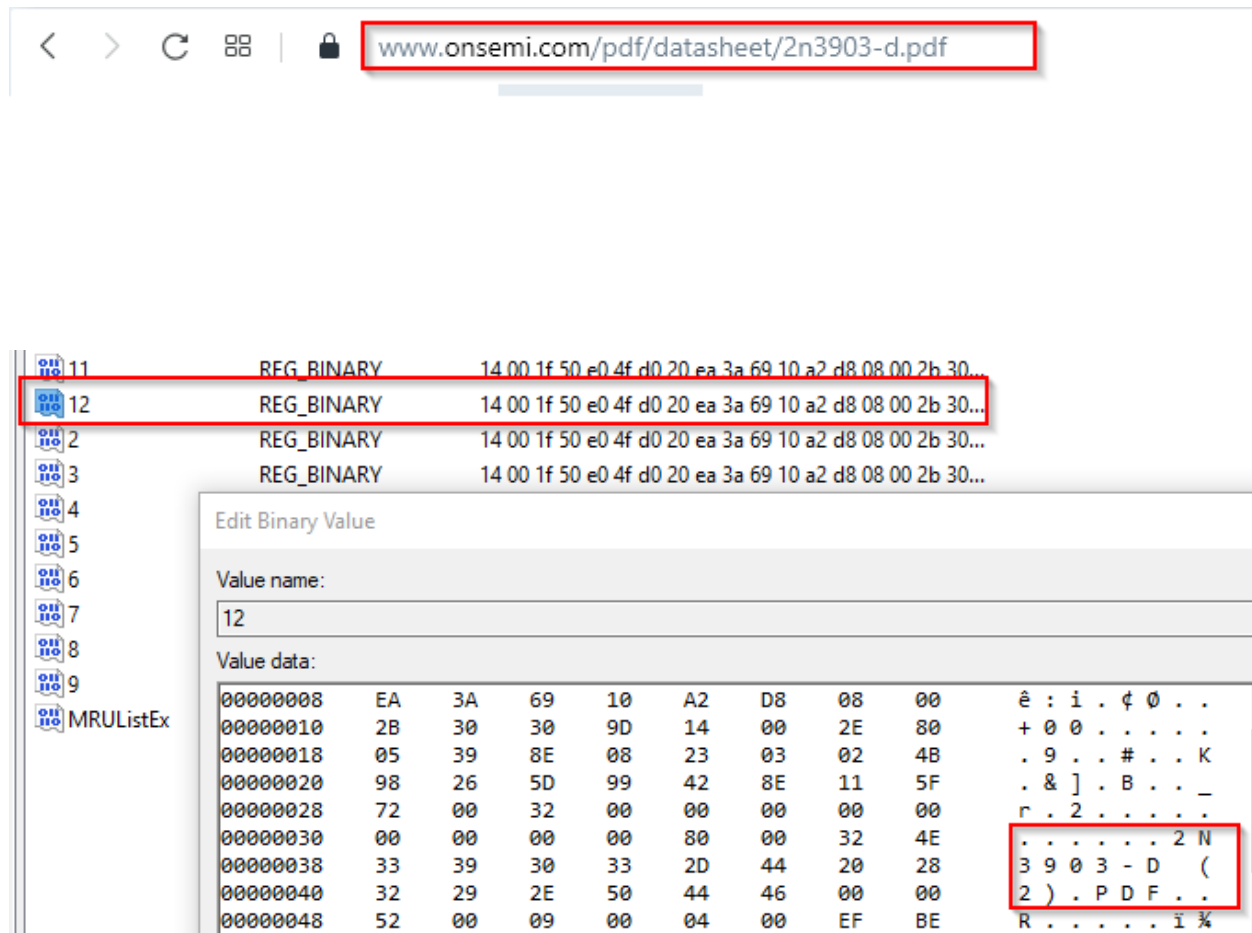 www.onsemi.com/pdf/datasheet/2n3903-d.pdf
11 REG_BINARY 14 00 1f 50 e0 4f d0 20 ea 3a 69 10 a2 d8 08 00 2b 30...
12 REG_BINARY 14 00 1f 50 e0 4f d0 20 ea 3a 69 10 a2 d8 08 00 2b 30...
2 REG_BINARY 14 00 1f 50 e0 4f d0 20 ea 3a 69 10 a2 d8 08 00 2b 30...
3 REG_BINARY 14 00 1f 50 e0 4f d0 20 ea 3a 69 10 a2 d8 08 00 2b 30...
4
5
6
7
8
9
MRUListEx
Edit Binary Value
Value name:
12
Value data:
00000008 EA 3A 69 10 A2 D8 08 00 ê : i . ¢ Ø . .
00000010 2B 30 30 9D 14 00 2E 80 + 0 0 . . . . .
00000018 05 39 8E 08 23 03 02 4B . 9 . . # . . K
00000020 98 26 5D 99 42 8E 11 5F . & ] . B . . _
00000028 72 00 32 00 00 00 00 00 r . 2 . . . . .
00000030 00 00 00 00 80 00 32 4E . . . . . . 2 N
00000038 33 39 30 33 2D 44 20 28 3 9 0 3 - D (
00000040 32 29 2E 50 44 46 00 00 2 ) . P D F . .
00000048 52 00 09 00 04 00 EF BE R . . . . . ï ¾